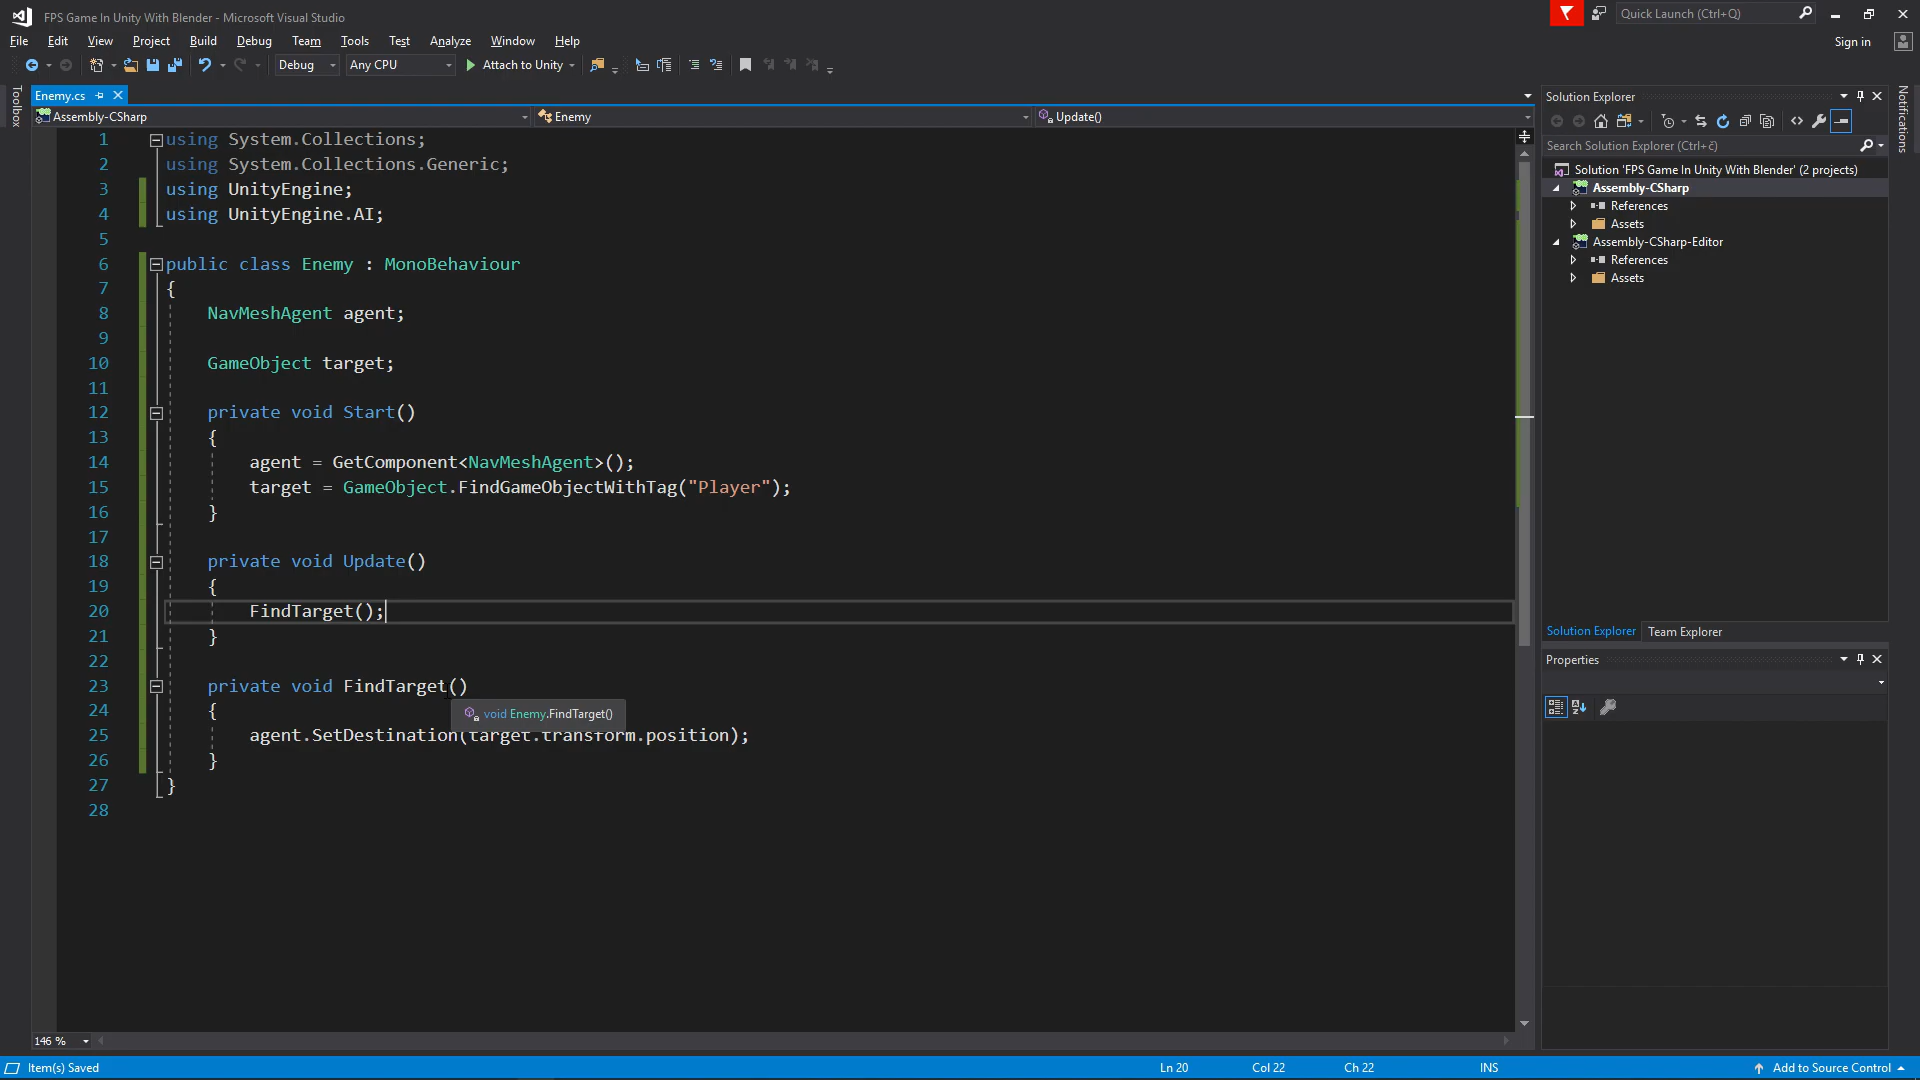 FPS Game In Unity With Blender - Microsoft Visual Studio
Quick Launch (Ctrl+Q)
File Edit View Project Build Debug Team Tools Test Analyze Window Help
Sign in
Debug Any CPU Attach to Unity
Toolbox
Enemy.cs
Assembly-CSharp Enemy Update()
1 using System.Collections;
2 using System.Collections.Generic;
3 using UnityEngine;
4 using UnityEngine.AI;
5
6 public class Enemy : MonoBehaviour
7 {
8 NavMeshAgent agent;
9
10 GameObject target;
11
12 private void Start()
13 {
14 agent = GetComponent<NavMeshAgent>();
15 target = GameObject.FindGameObjectWithTag("Player");
16 }
17
18 private void Update()
19 {
20 FindTarget();
21 }
22
23 private void FindTarget()
24 {
void Enemy.FindTarget()
25 agent.SetDestination(target.transform.position);
26 }
27 }
28
146 %
Solution Explorer
Search Solution Explorer (Ctrl+č)
Solution 'FPS Game In Unity With Blender' (2 projects)
Assembly-CSharp
References
Assets
Assembly-CSharp-Editor
References
Assets
Solution Explorer Team Explorer
Properties
Notifications
Item(s) Saved Ln 20 Col 22 Ch 22 INS Add to Source Control